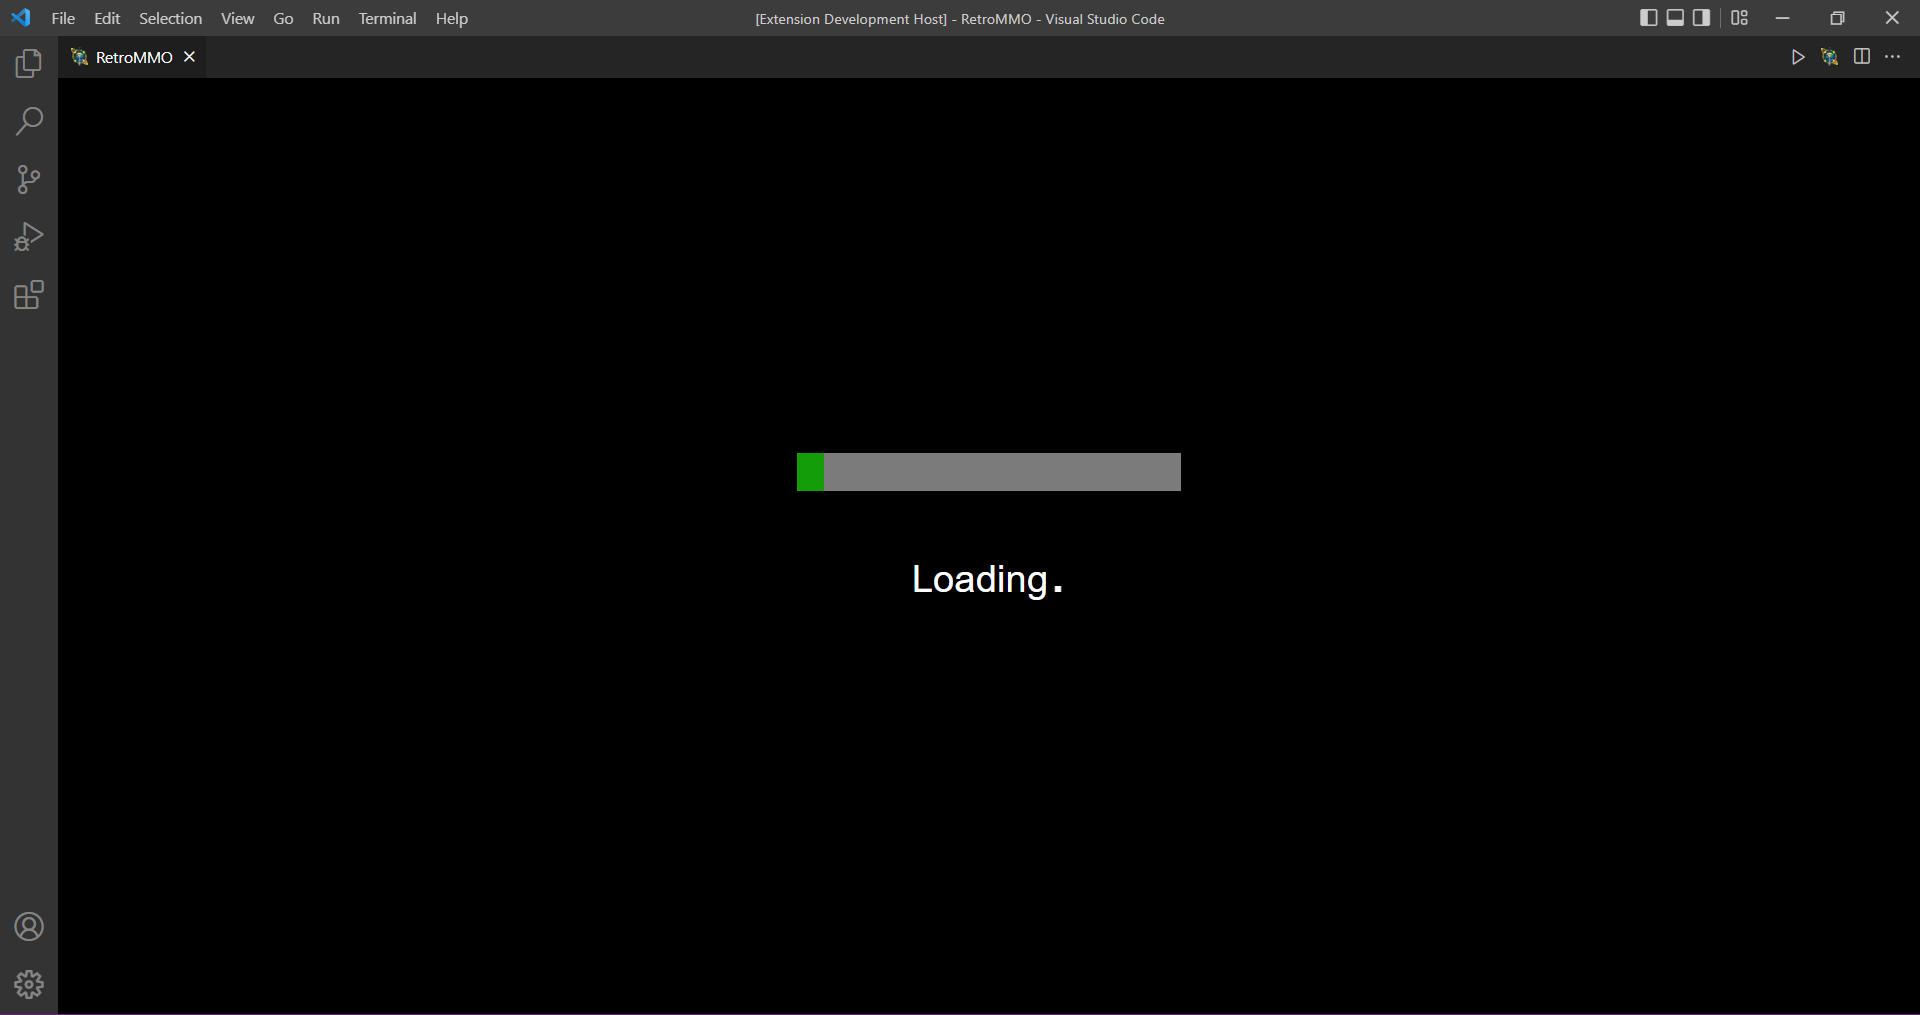 File Edit Selection View Go Run Terminal Help
[Extension Development Host] - RetroMMO - Visual Studio Code
RetroMMO
Loading.